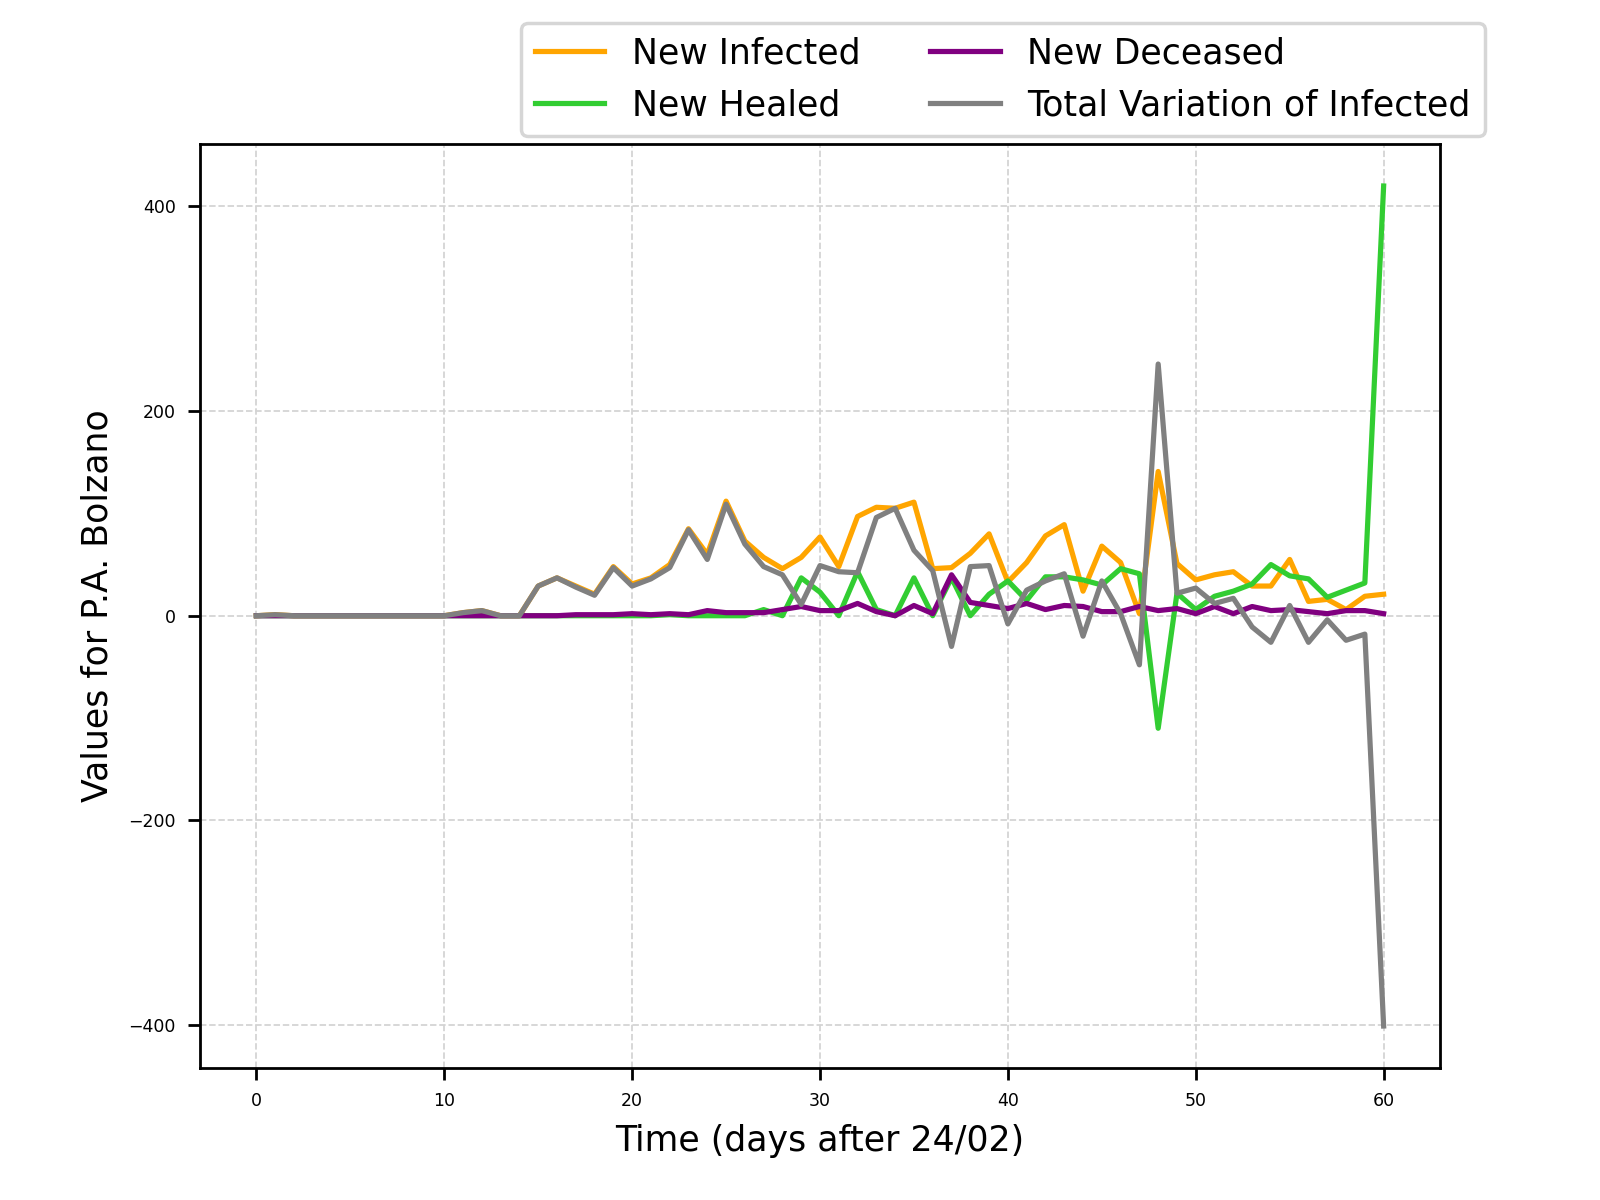 New Infected
New Healed
New Deceased
Total Variation of Infected
Values for P.A. Bolzano
400
200
0
−200
−400
0 10 20 30 40 50 60
Time (days after 24/02)